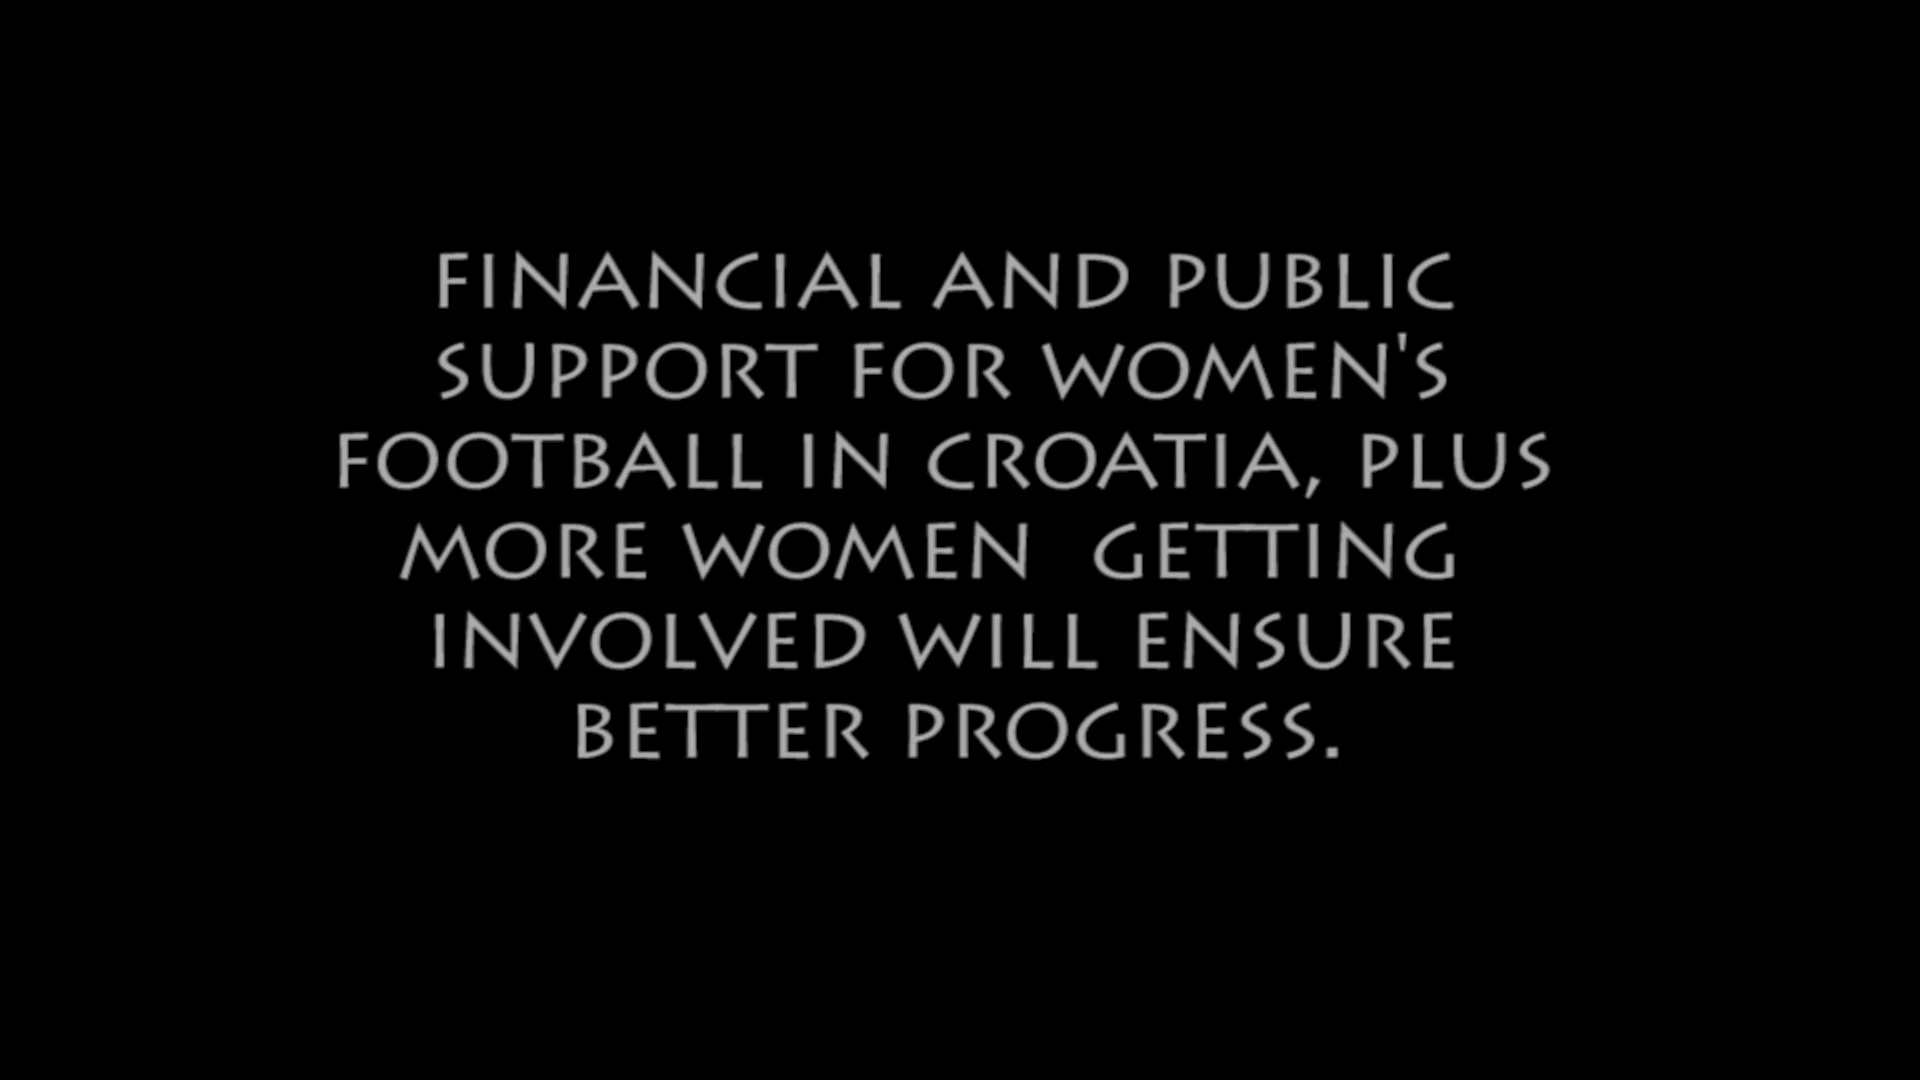 FINANCIAL AND PUBLIC
SUPPORT FOR WOMEN'S
FOOTBALL IN CROATIA, PLUS
MORE WOMEN  GETTING
INVOLVED WILL ENSURE
BETTER PROGRESS.